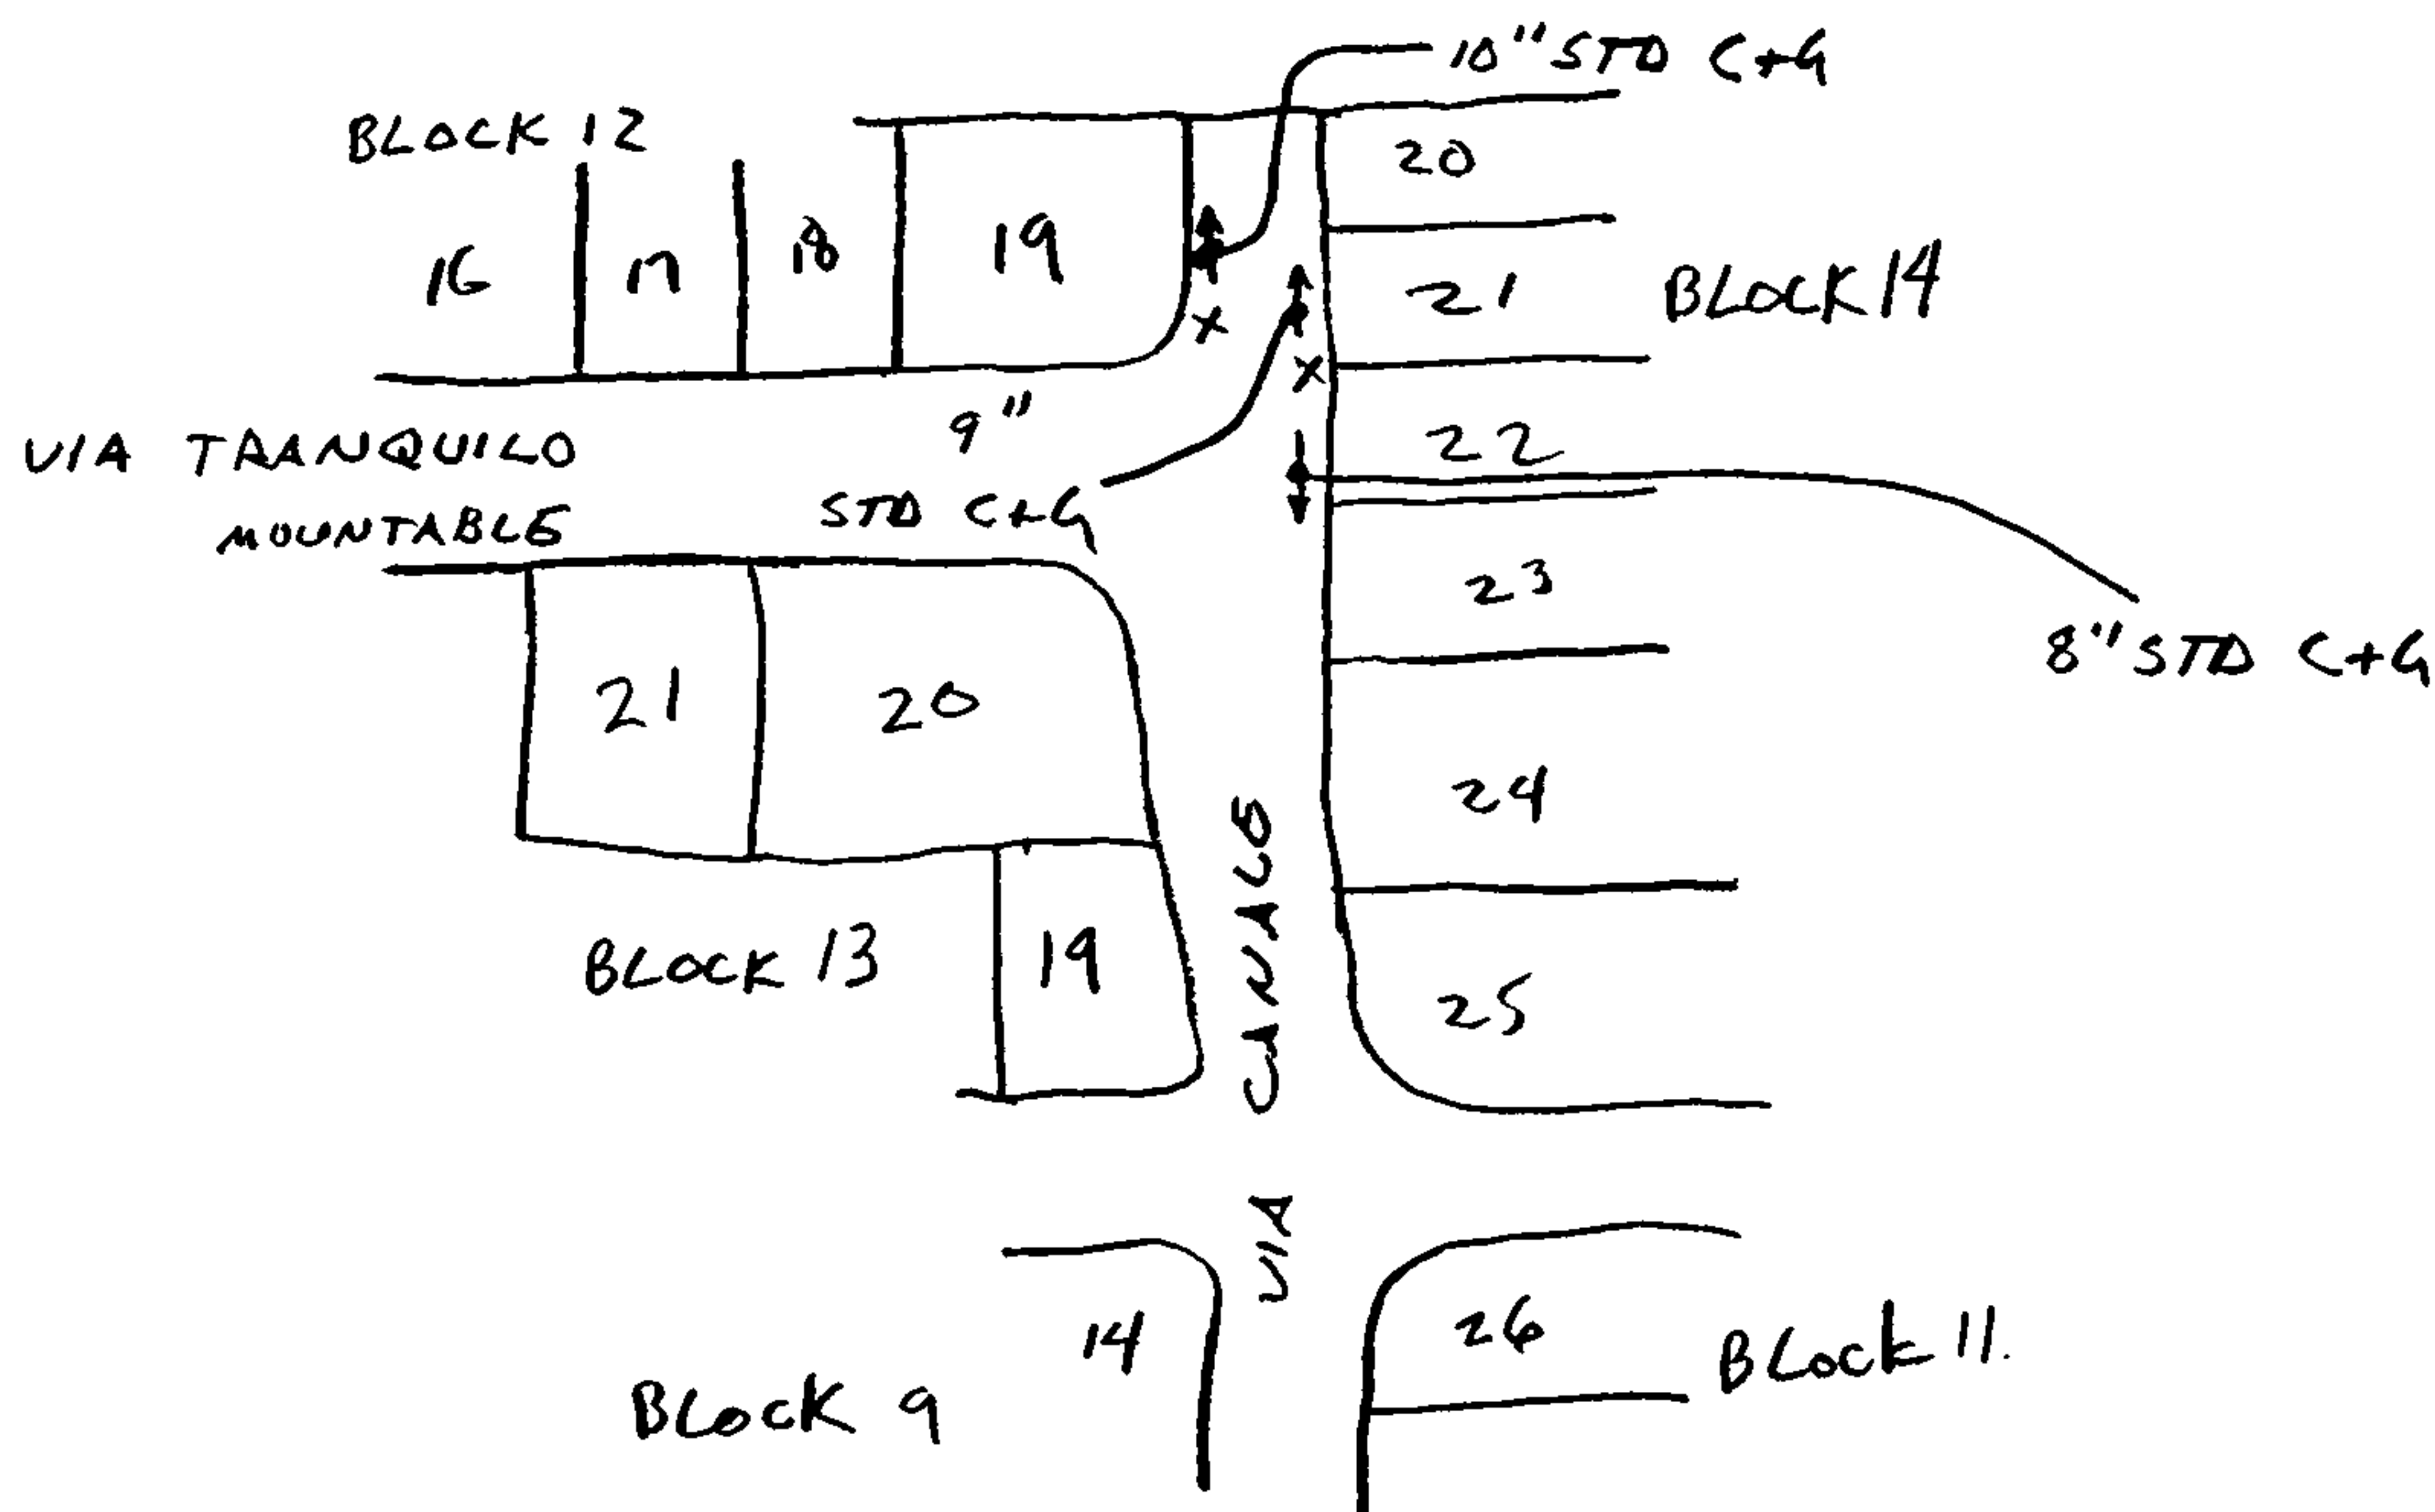 10" STD C+G
BLOCK 12
16
17
18
19
20
21
BLOCK 14
22
9"
STD C+G
VIA TRANQUILO
MOUNTABLE
23
8" STD C+G
24
25
21
20
BLOCK 13
19
VIA
14
BLOCK 9
26
BLOCK 11.
X
X